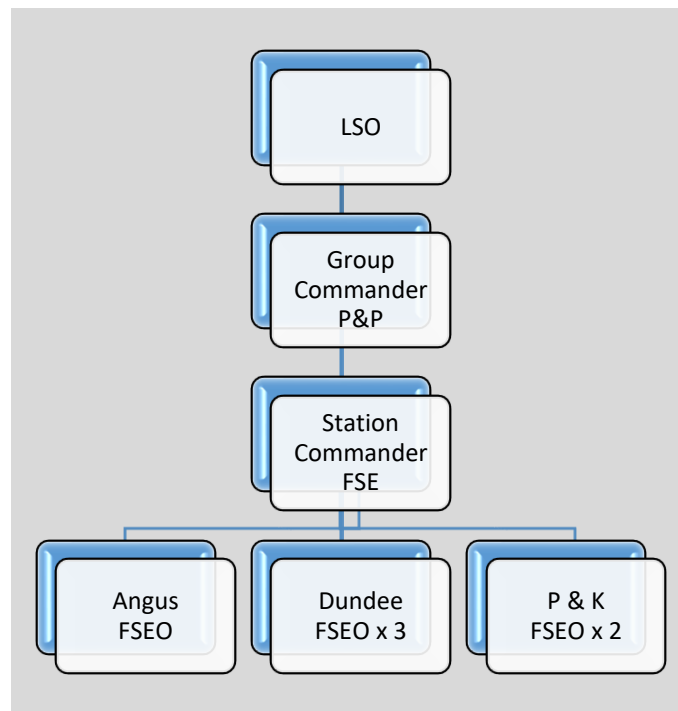 LSO
Group
Commander
P&P
Station
Commander
FSE
Angus
FSEO
Dundee
FSEO x 3
P & K
FSEO x 2